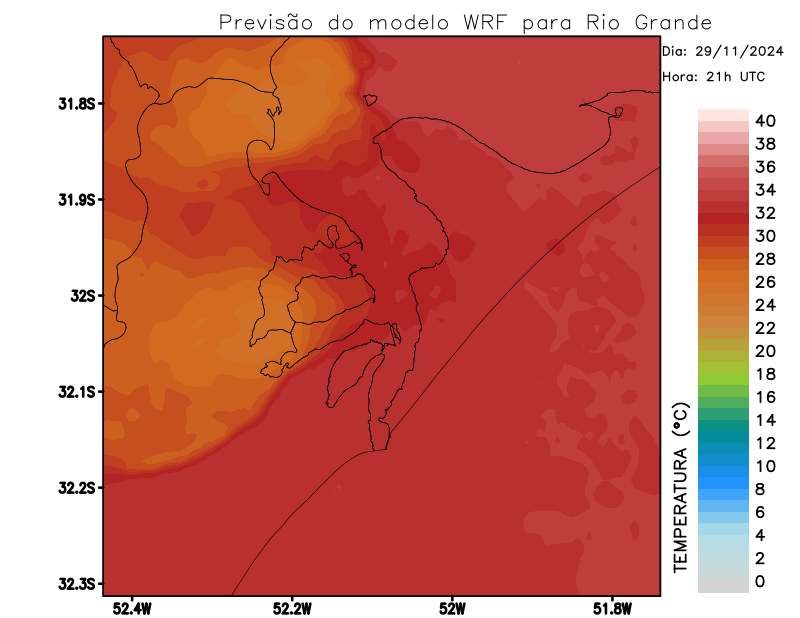 Previsão do modelo WRF para Rio Grande
Dia: 29/11/2024
Hora: 21h UTC
31.8S
31.9S
32S
32.1S
32.2S
32.3S
52.4W
52.2W
52W
51.8W
TEMPERATURA (°C)
40
38
36
34
32
30
28
26
24
22
20
18
16
14
12
10
8
6
4
2
0